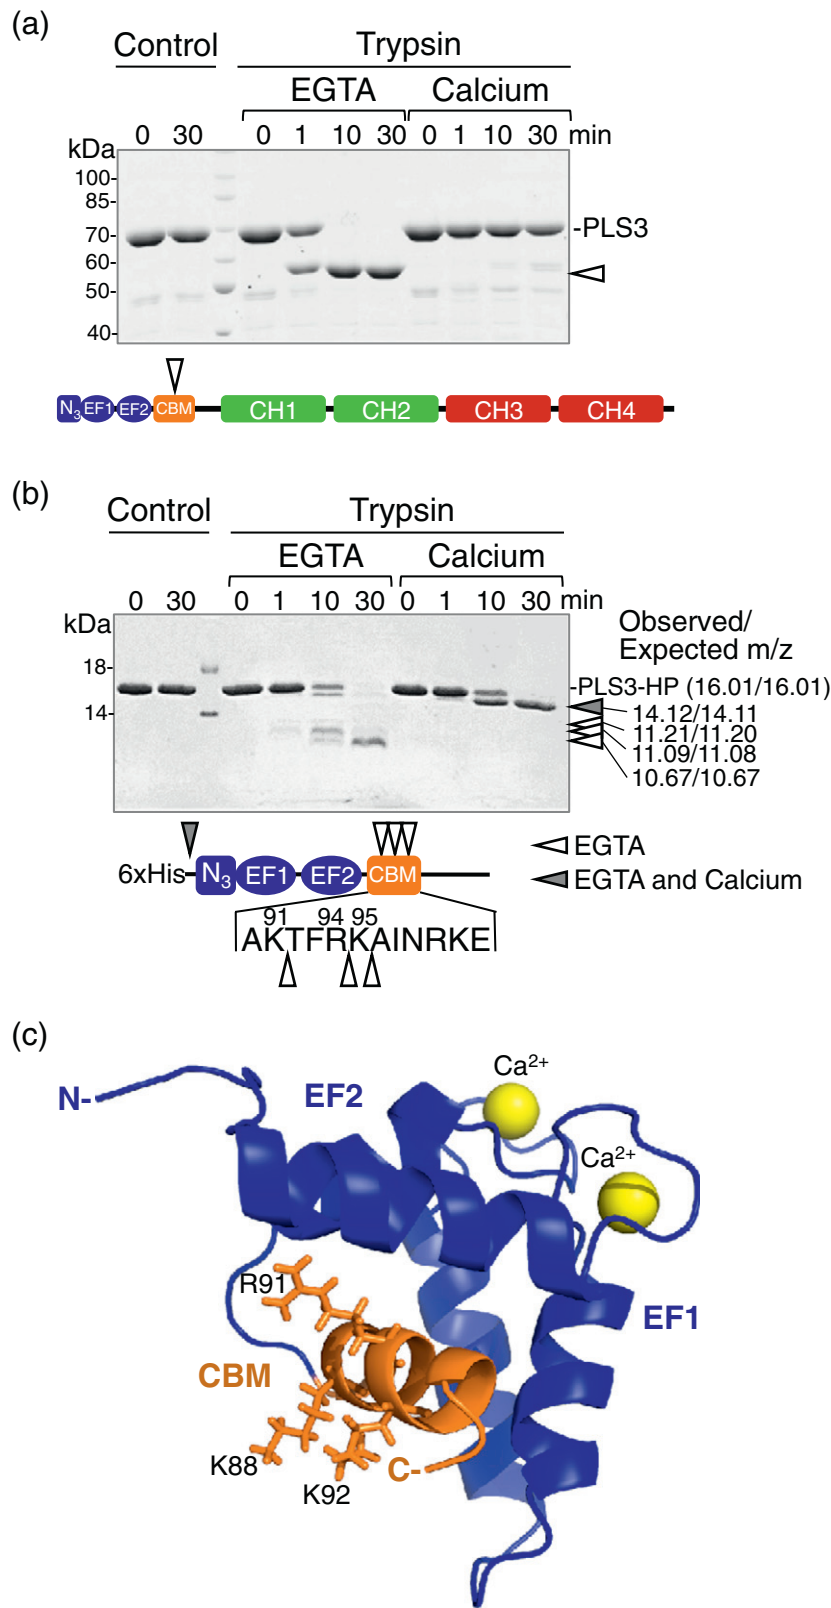 (a)
Control Trypsin
EGTA Calcium
0 30 0 1 10 30 0 1 10 30 min
kDa
100-
85-
70- -PLS3
60-
50-
40-
N3 EF1 EF2 CBM CH1 CH2 CH3 CH4
(b)
Control Trypsin
EGTA Calcium
0 30 0 1 10 30 0 1 10 30 min
kDa
Observed/
Expected m/z
18-
-PLS3-HP (16.01/16.01)
14-
14.12/14.11
11.21/11.20
11.09/11.08
10.67/10.67
EGTA
6xHis N3 EF1 EF2 CBM
EGTA and Calcium
91 94 95
AKTFRKAINRKE
(c)
Ca2+
N-
EF2
Ca2+
R91
EF1
CBM
K88
C-
K92